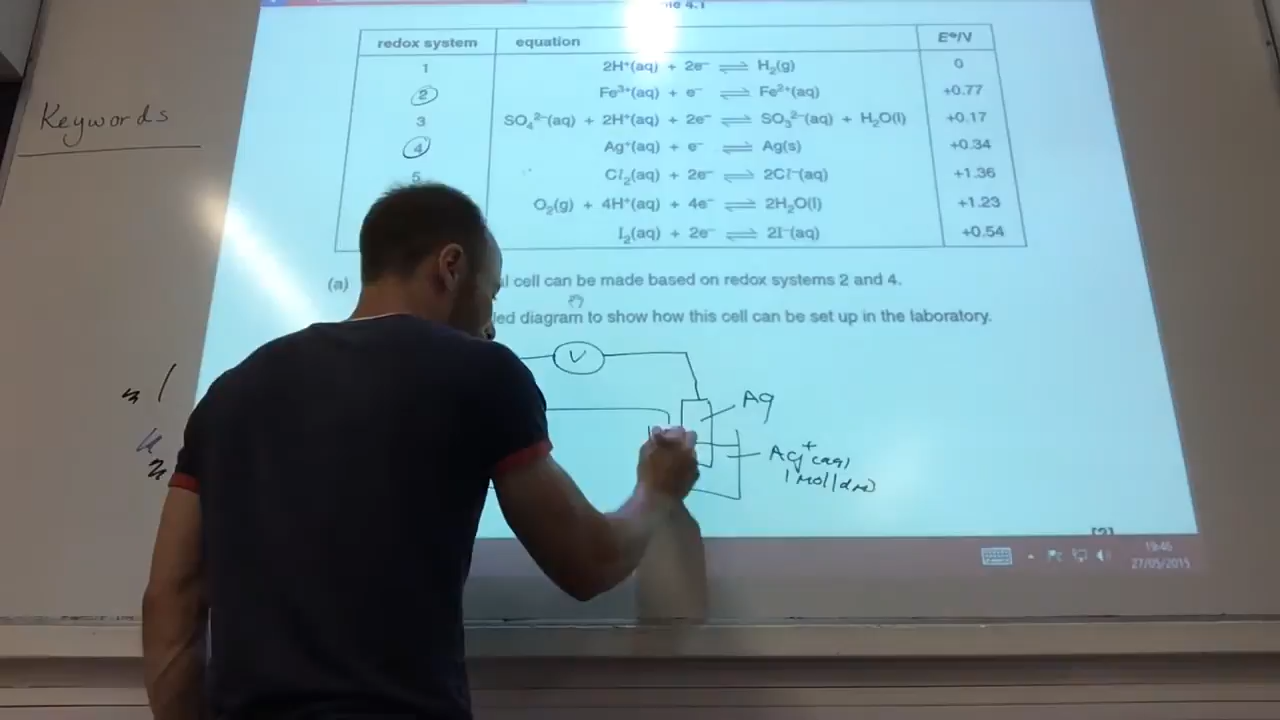 redox system equation E⦵/V
1 2H⁺(aq) + 2e⁻ ⇌ H₂(g) 0
2 Fe³⁺(aq) + e⁻ ⇌ Fe²⁺(aq) +0.77
3 SO₄²⁻(aq) + 2H⁺(aq) + 2e⁻ ⇌ SO₃²⁻(aq) + H₂O(l) +0.17
4 Ag⁺(aq) + e⁻ ⇌ Ag(s) +0.34
5 Cl₂(aq) + 2e⁻ ⇌ 2Cl⁻(aq) +1.36
O₂(g) + 4H⁺(aq) + 4e⁻ ⇌ 2H₂O(l) +1.23
I₂(aq) + 2e⁻ ⇌ 2I⁻(aq) +0.54
Keywords
(a) cell can be made based on redox systems 2 and 4.
diagram to show how this cell can be set up in the laboratory.
V
Ag
Ag⁺(aq)
1 mol/dm
19:46
27/05/2015